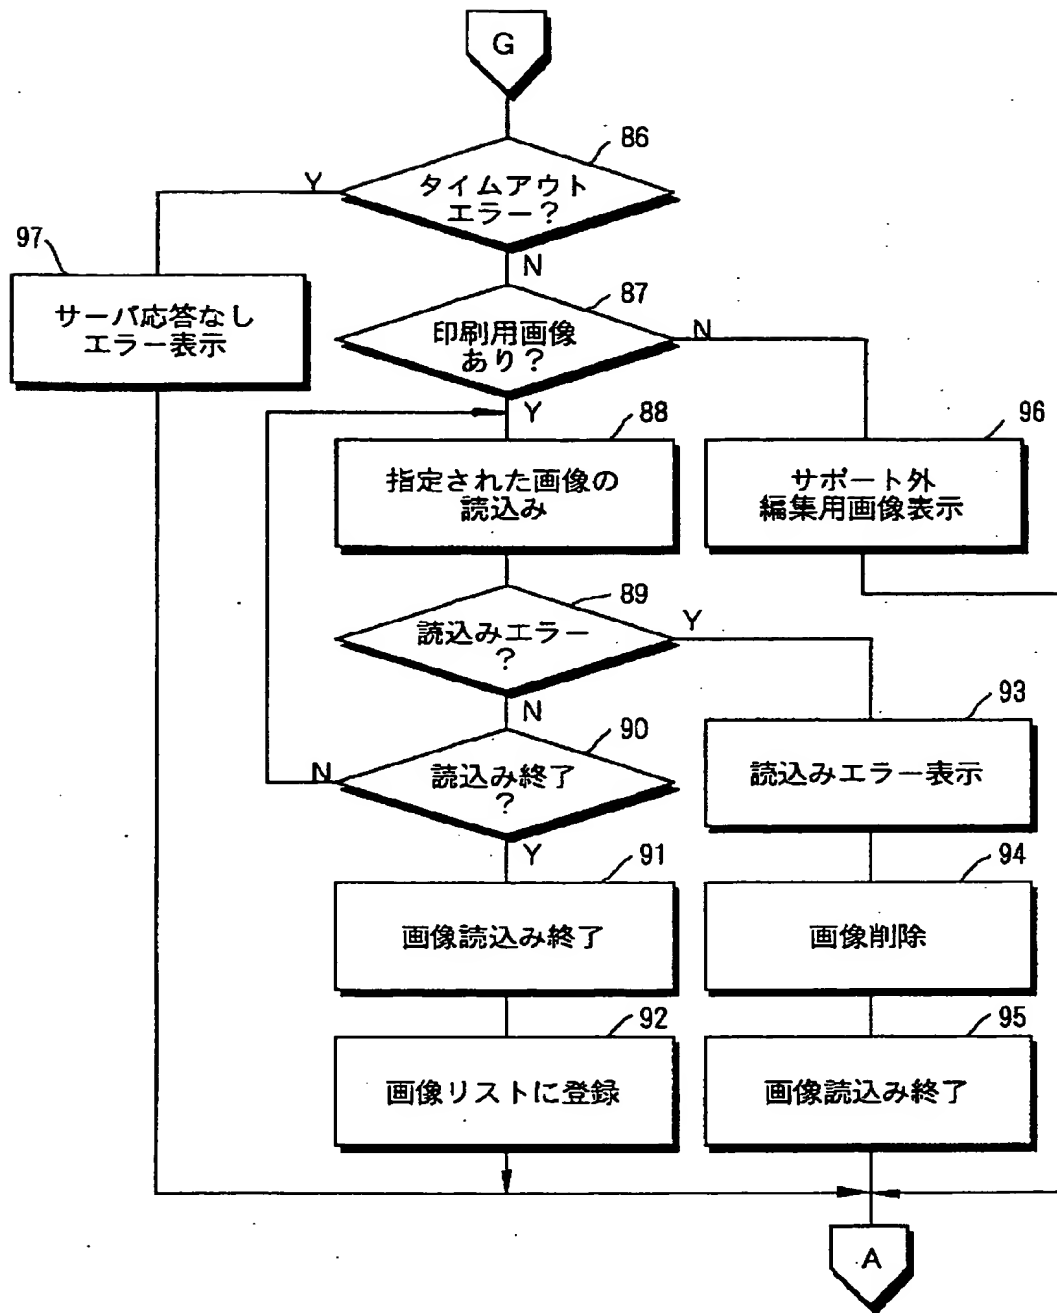 G
86
タイムアウト
エラー？
Y
N
97
サーバ応答なし
エラー表示
87
印刷用画像
あり？
N
Y
88
指定された画像の
読込み
96
サポート外
編集用画像表示
89
読込みエラー
？
Y
N
90
読込み終了
？
N
Y
93
読込みエラー表示
91
画像読込み終了
94
画像削除
92
画像リストに登録
95
画像読込み終了
A